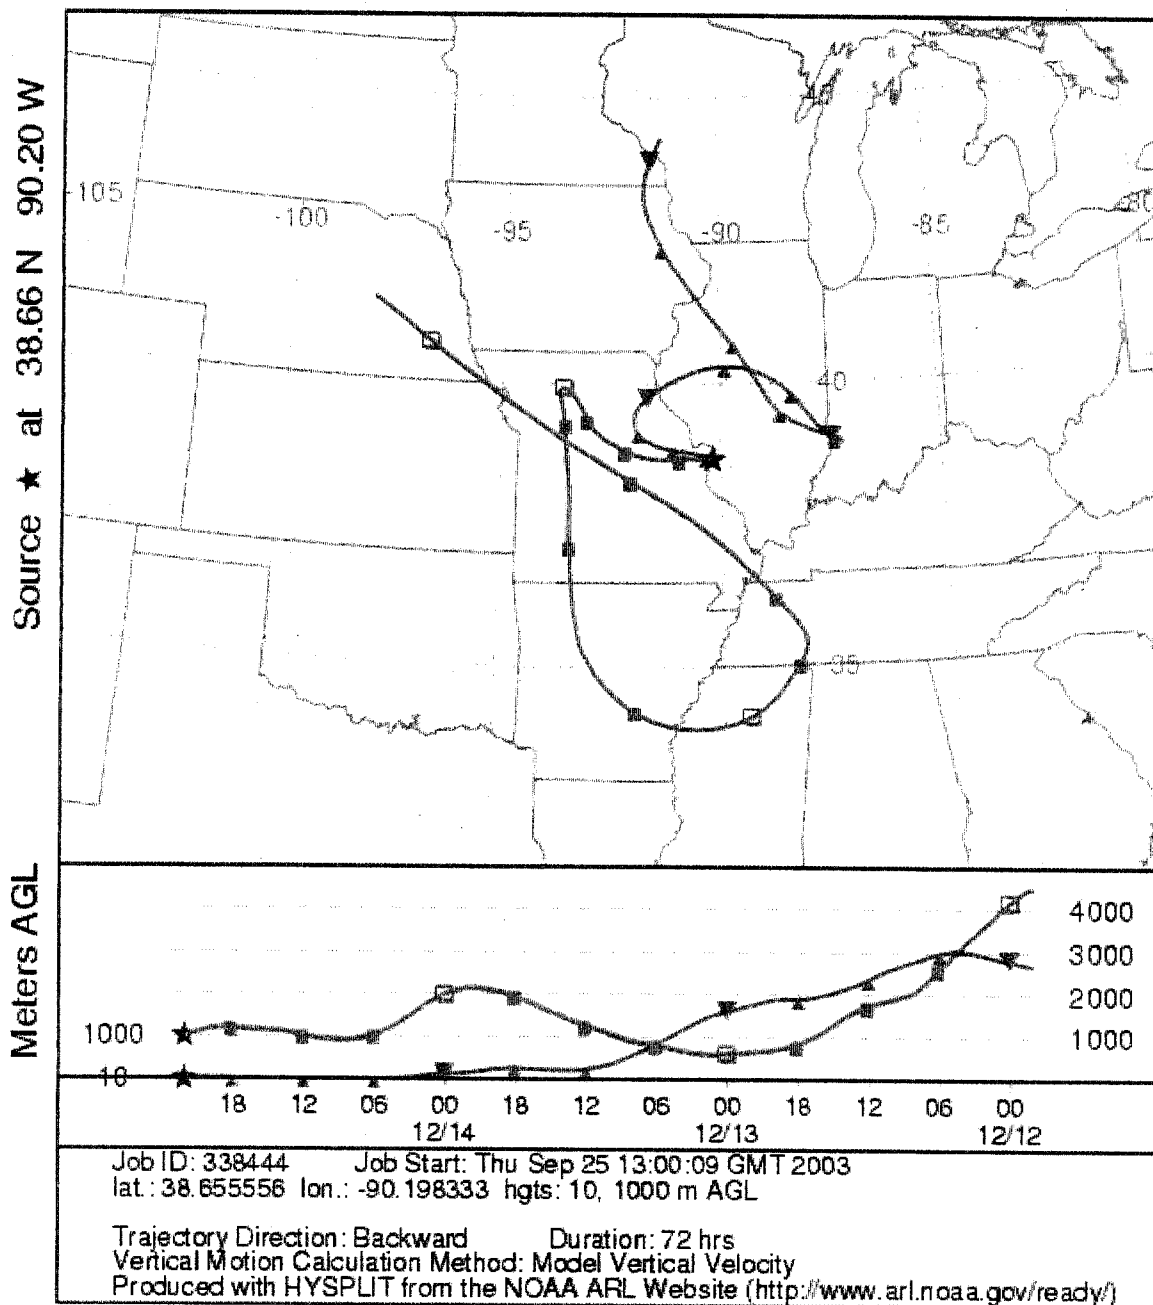 Source ★ at 38.66 N 90.20 W
-105
-100
-95
-90
-85
-80
40
35
Meters AGL
4000
3000
2000
1000
1000
10
18 12 06 00 18 12 06 00 18 12 06 00
12/14 12/13 12/12
Job ID: 338444 Job Start: Thu Sep 25 13:00:09 GMT 2003
lat.: 38.655556 lon.: -90.198333 hgts: 10, 1000 m AGL
Trajectory Direction: Backward Duration: 72 hrs
Vertical Motion Calculation Method: Model Vertical Velocity
Produced with HYSPLIT from the NOAA ARL Website (http://www.arl.noaa.gov/ready/)